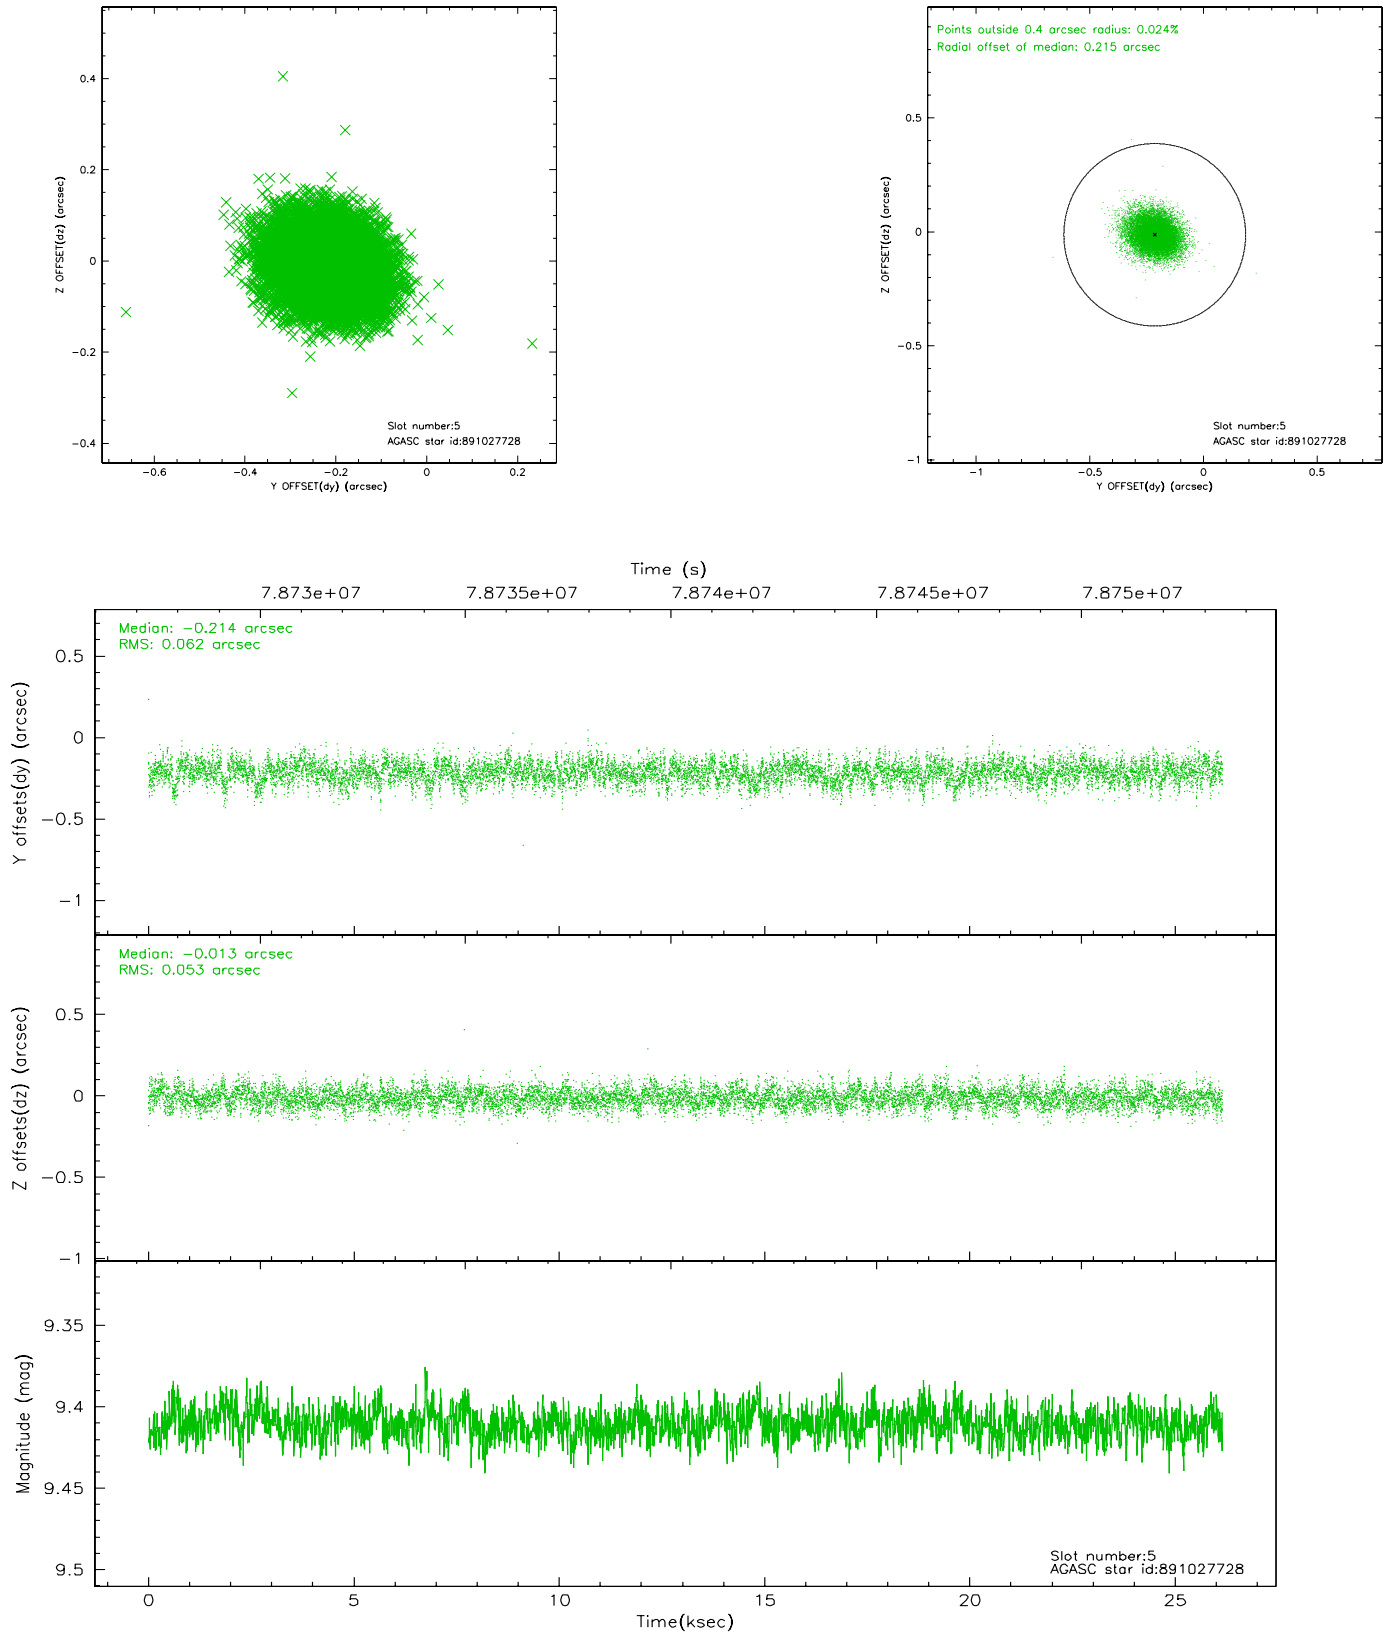 0.4
0.2
0
−0.2
−0.4
Z OFFSET(dz) (arcsec)
Slot number:5
AGASC star id:891027728
−0.6 −0.4 −0.2 0 0.2
Y OFFSET(dy) (arcsec)
Points outside 0.4 arcsec radius: 0.024%
Radial offset of median: 0.215 arcsec
0.5
0
−0.5
−1
Z OFFSET(dz) (arcsec)
Slot number:5
AGASC star id:891027728
−1 −0.5 0 0.5
Y OFFSET(dy) (arcsec)
Time (s)
7.873e+07 7.8735e+07 7.874e+07 7.8745e+07 7.875e+07
Median: −0.214 arcsec
RMS: 0.062 arcsec
0.5
0
−0.5
−1
Y offsets(dy) (arcsec)
Median: −0.013 arcsec
RMS: 0.053 arcsec
0.5
0
−0.5
−1
Z offsets(dz) (arcsec)
9.35
9.4
9.45
9.5
Magnitude (mag)
Slot number:5
AGASC star id:891027728
0 5 10 15 20 25
Time(ksec)